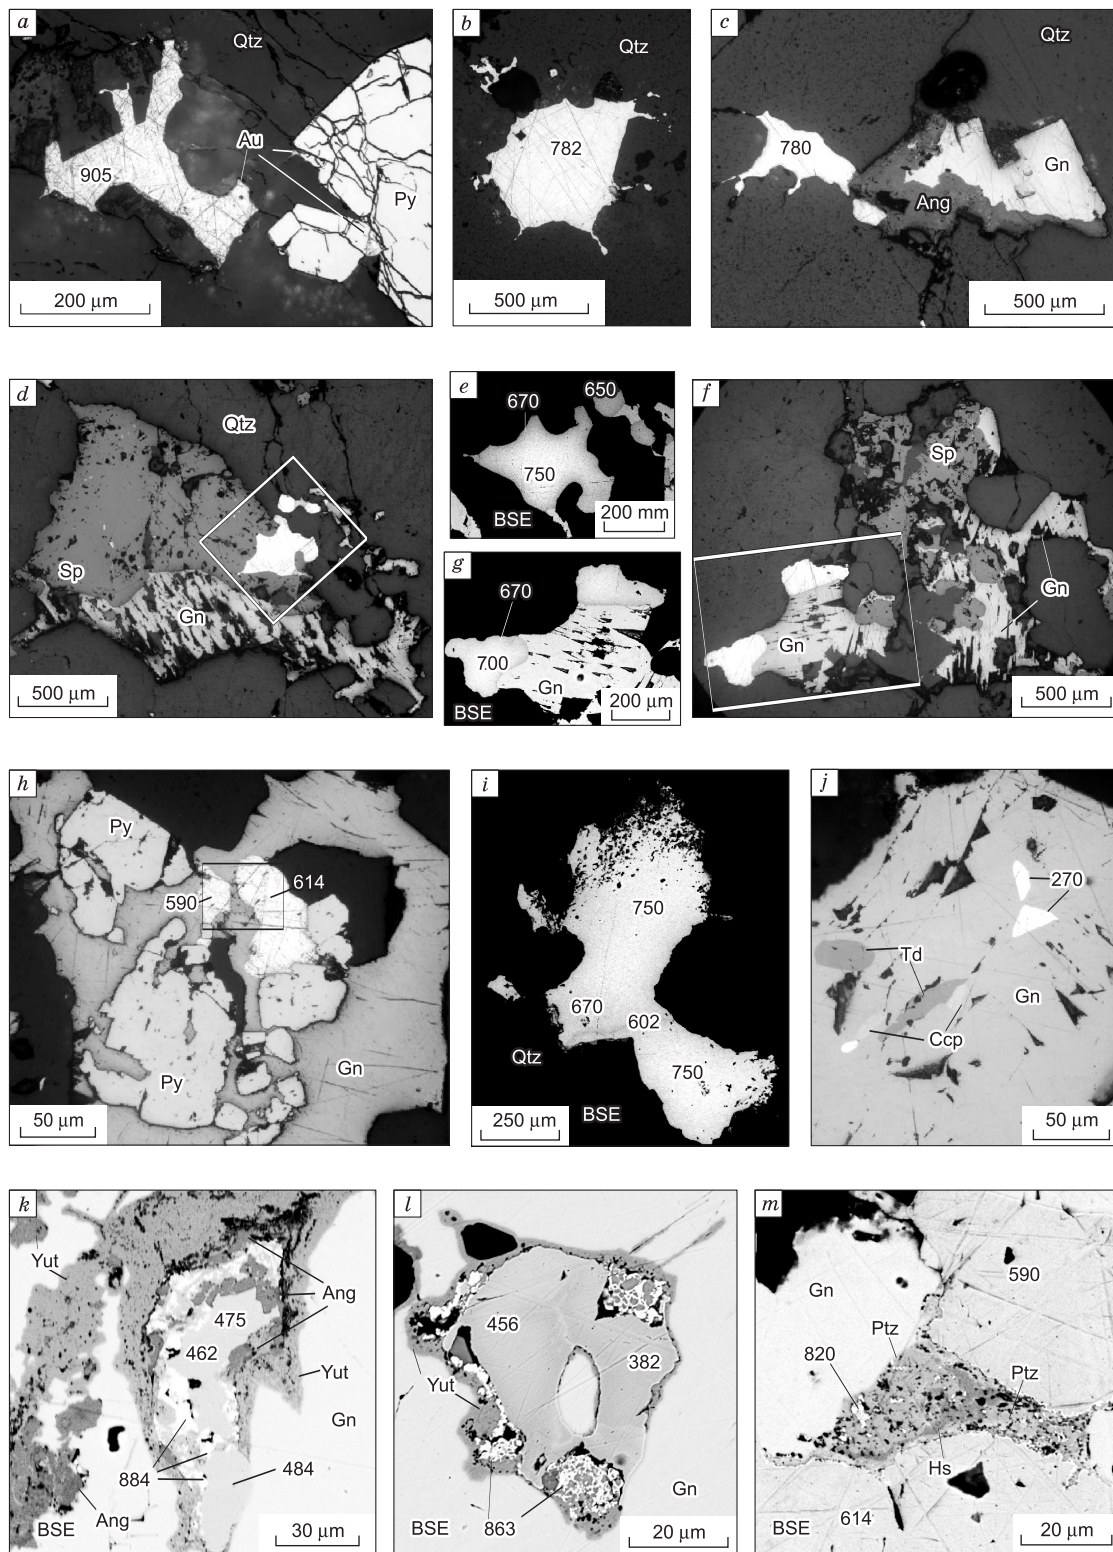 a
Qtz
Au
905
Py
200 µm
b
Qtz
782
500 µm
c
Qtz
780
Gn
Ang
500 µm
d
Qtz
Sp
Gn
500 µm
e
670
650
750
BSE
200 mm
f
Sp
Gn
Gn
500 µm
g
670
700
Gn
BSE
200 µm
h
Py
590
614
Py
Gn
50 µm
i
750
670
602
Qtz
750
BSE
250 µm
j
270
Td
Gn
Ccp
50 µm
k
Yut
Ang
475
462
Yut
Gn
884
484
Ang
BSE
30 µm
l
456
382
Yut
Gn
863
BSE
20 µm
m
590
Gn
Ptz
820
Ptz
Hs
614
BSE
20 µm